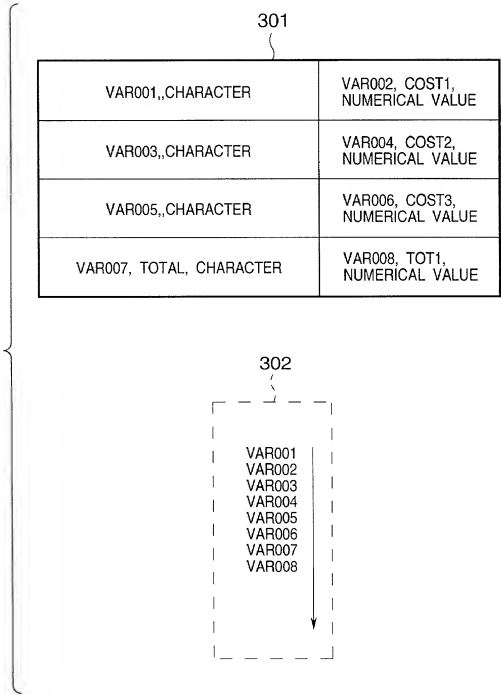 301
VAR001,,CHARACTER
VAR002, COST1,
NUMERICAL VALUE
VAR003,,CHARACTER
VAR004, COST2,
NUMERICAL VALUE
VAR005,,CHARACTER
VAR006, COST3,
NUMERICAL VALUE
VAR007, TOTAL, CHARACTER
VAR008, TOT1,
NUMERICAL VALUE
302
VAR001
VAR002
VAR003
VAR004
VAR005
VAR006
VAR007
VAR008